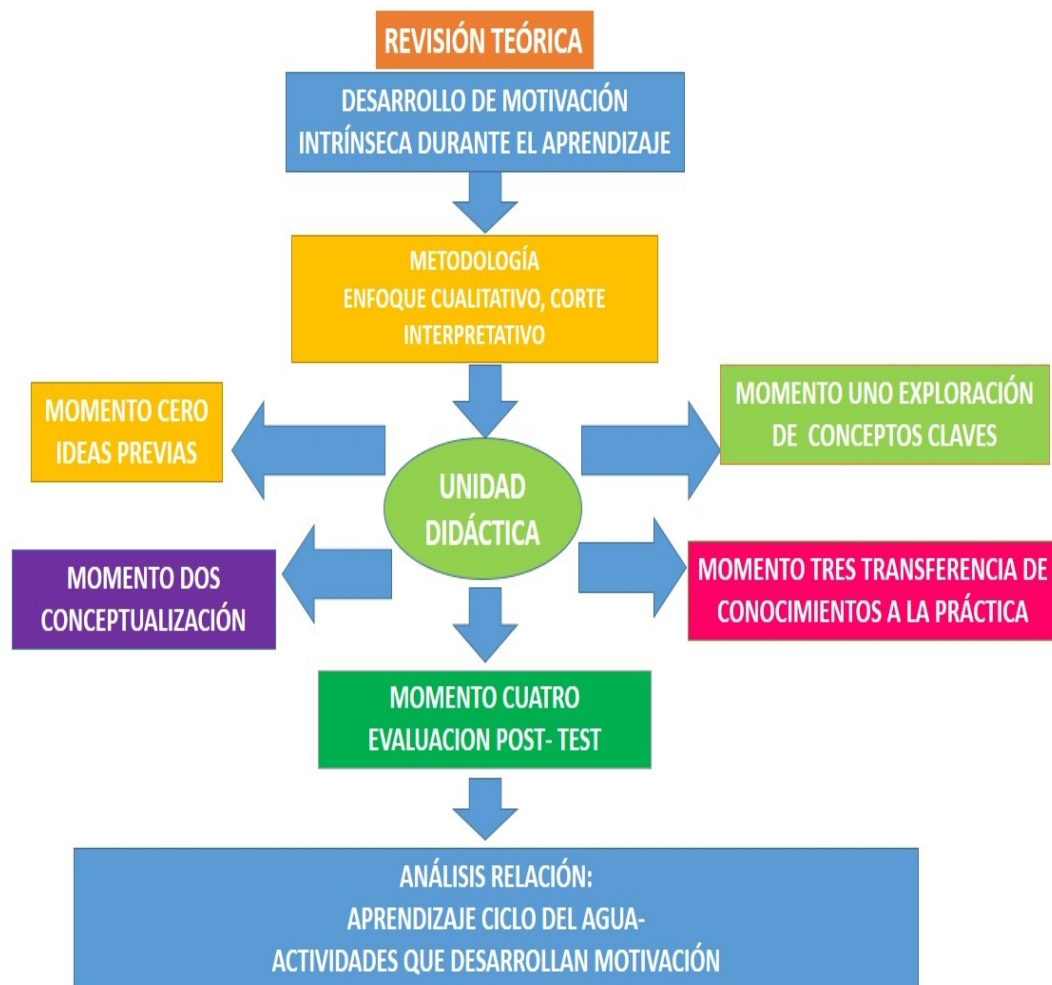 REVISIÓN TEÓRICA
DESARROLLO DE MOTIVACIÓN
INTRÍNSECA DURANTE EL APRENDIZAJE
METODOLOGÍA
ENFOQUE CUALITATIVO, CORTE
INTERPRETATIVO
MOMENTO CERO
IDEAS PREVIAS
MOMENTO UNO EXPLORACIÓN
DE CONCEPTOS CLAVES
UNIDAD
DIDÁCTICA
MOMENTO DOS
CONCEPTUALIZACIÓN
MOMENTO TRES TRANSFERENCIA DE
CONOCIMIENTOS A LA PRÁCTICA
MOMENTO CUATRO
EVALUACION POST- TEST
ANÁLISIS RELACIÓN:
APRENDIZAJE CICLO DEL AGUA-
ACTIVIDADES QUE DESARROLLAN MOTIVACIÓN